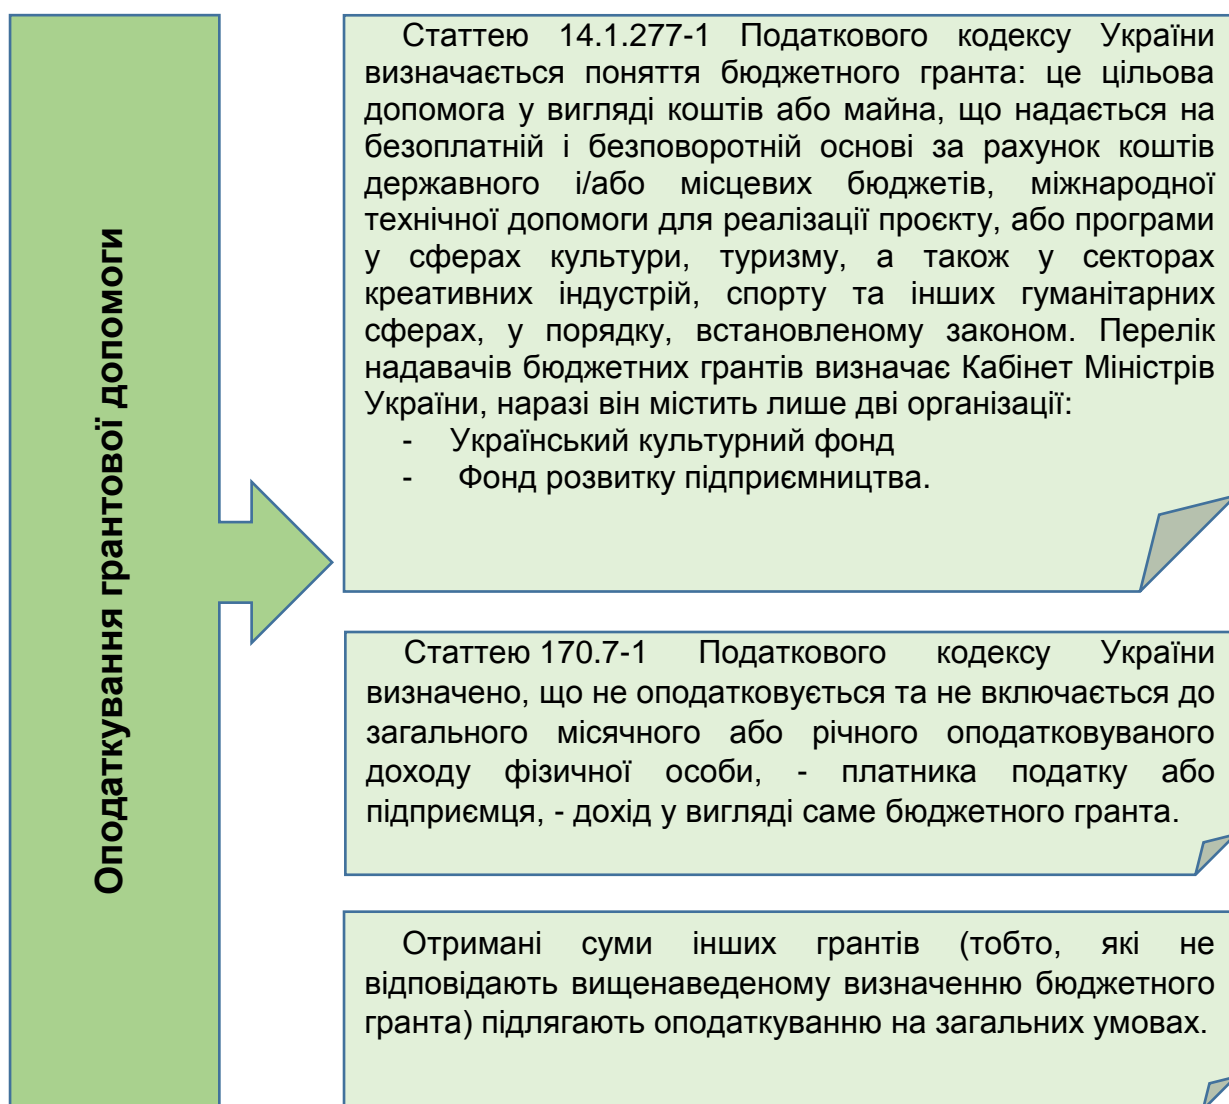 Оподаткування грантової допомоги
Статтею 14.1.277-1 Податкового кодексу України
визначається поняття бюджетного гранта: це цільова
допомога у вигляді коштів або майна, що надається на
безоплатній і безповоротній основі за рахунок коштів
державного і/або місцевих бюджетів, міжнародної
технічної допомоги для реалізації проєкту, або програми
у сферах культури, туризму, а також у секторах
креативних індустрій, спорту та інших гуманітарних
сферах, у порядку, встановленому законом. Перелік
надавачів бюджетних грантів визначає Кабінет Міністрів
України, наразі він містить лише дві організації:
- Український культурний фонд
- Фонд розвитку підприємництва.
Статтею 170.7-1 Податкового кодексу України
визначено, що не оподатковується та не включається до
загального місячного або річного оподатковуваного
доходу фізичної особи, - платника податку або
підприємця, - дохід у вигляді саме бюджетного гранта.
Отримані суми інших грантів (тобто, які не
відповідають вищенаведеному визначенню бюджетного
гранта) підлягають оподаткуванню на загальних умовах.